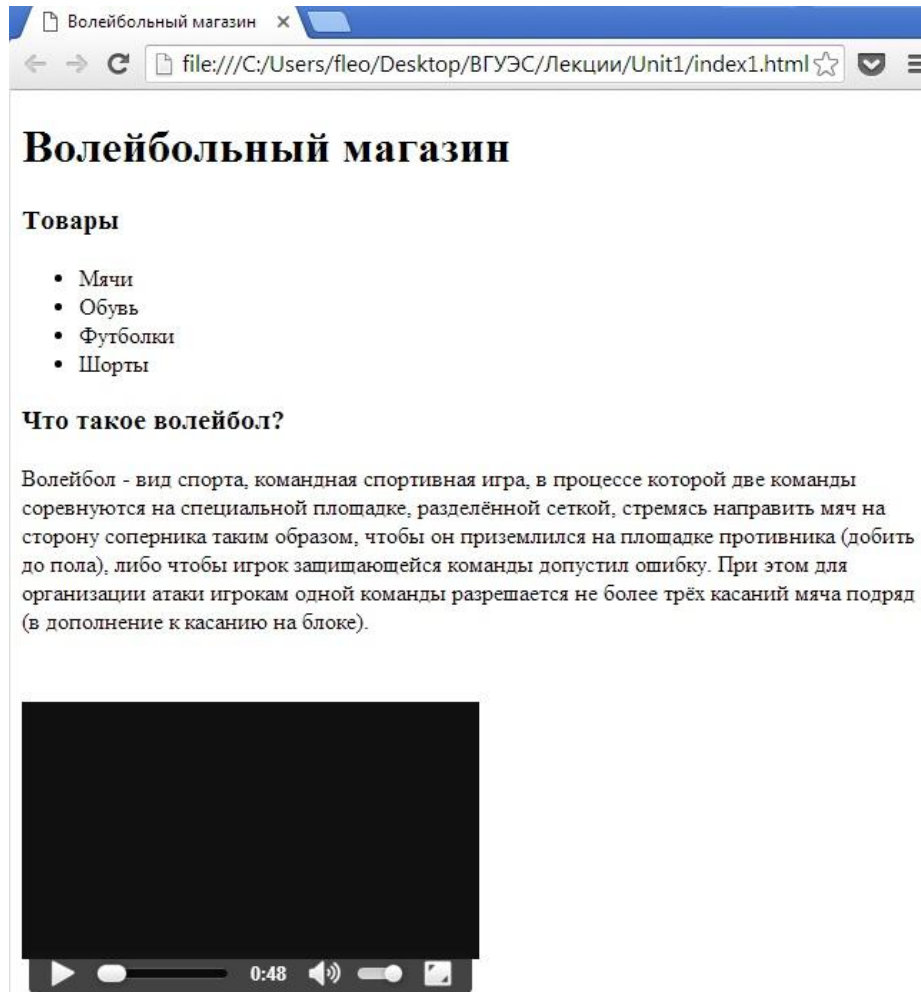 Волейбольный магазин
file:///C:/Users/fleo/Desktop/ВГУЭС/Лекции/Unit1/index1.html
Волейбольный магазин
Товары
Мячи
Обувь
Футболки
Шорты
Что такое волейбол?
Волейбол - вид спорта, командная спортивная игра, в процессе которой две команды
соревнуются на специальной площадке, разделённой сеткой, стремясь направить мяч на
сторону соперника таким образом, чтобы он приземлился на площадке противника (добить
до пола), либо чтобы игрок защищающейся команды допустил ошибку. При этом для
организации атаки игрокам одной команды разрешается не более трёх касаний мяча подряд
(в дополнение к касанию на блоке).
0:48